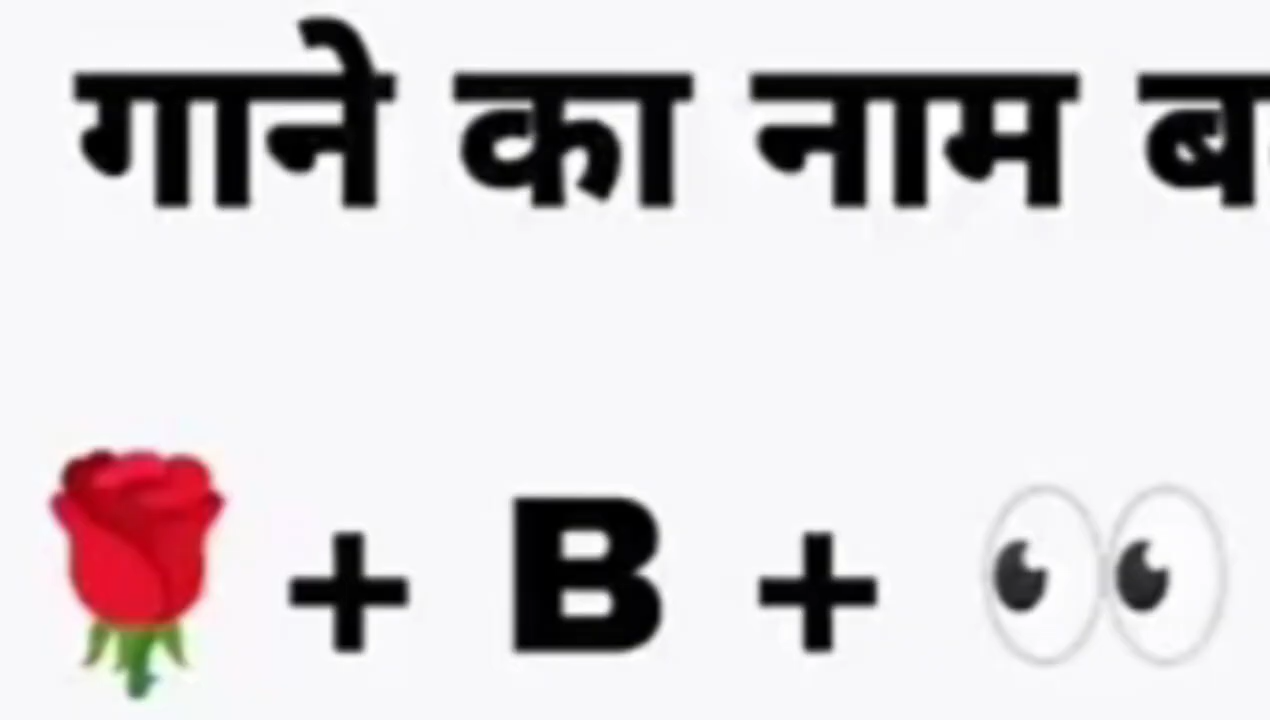 गाने का नाम
🌹 + B + 👀